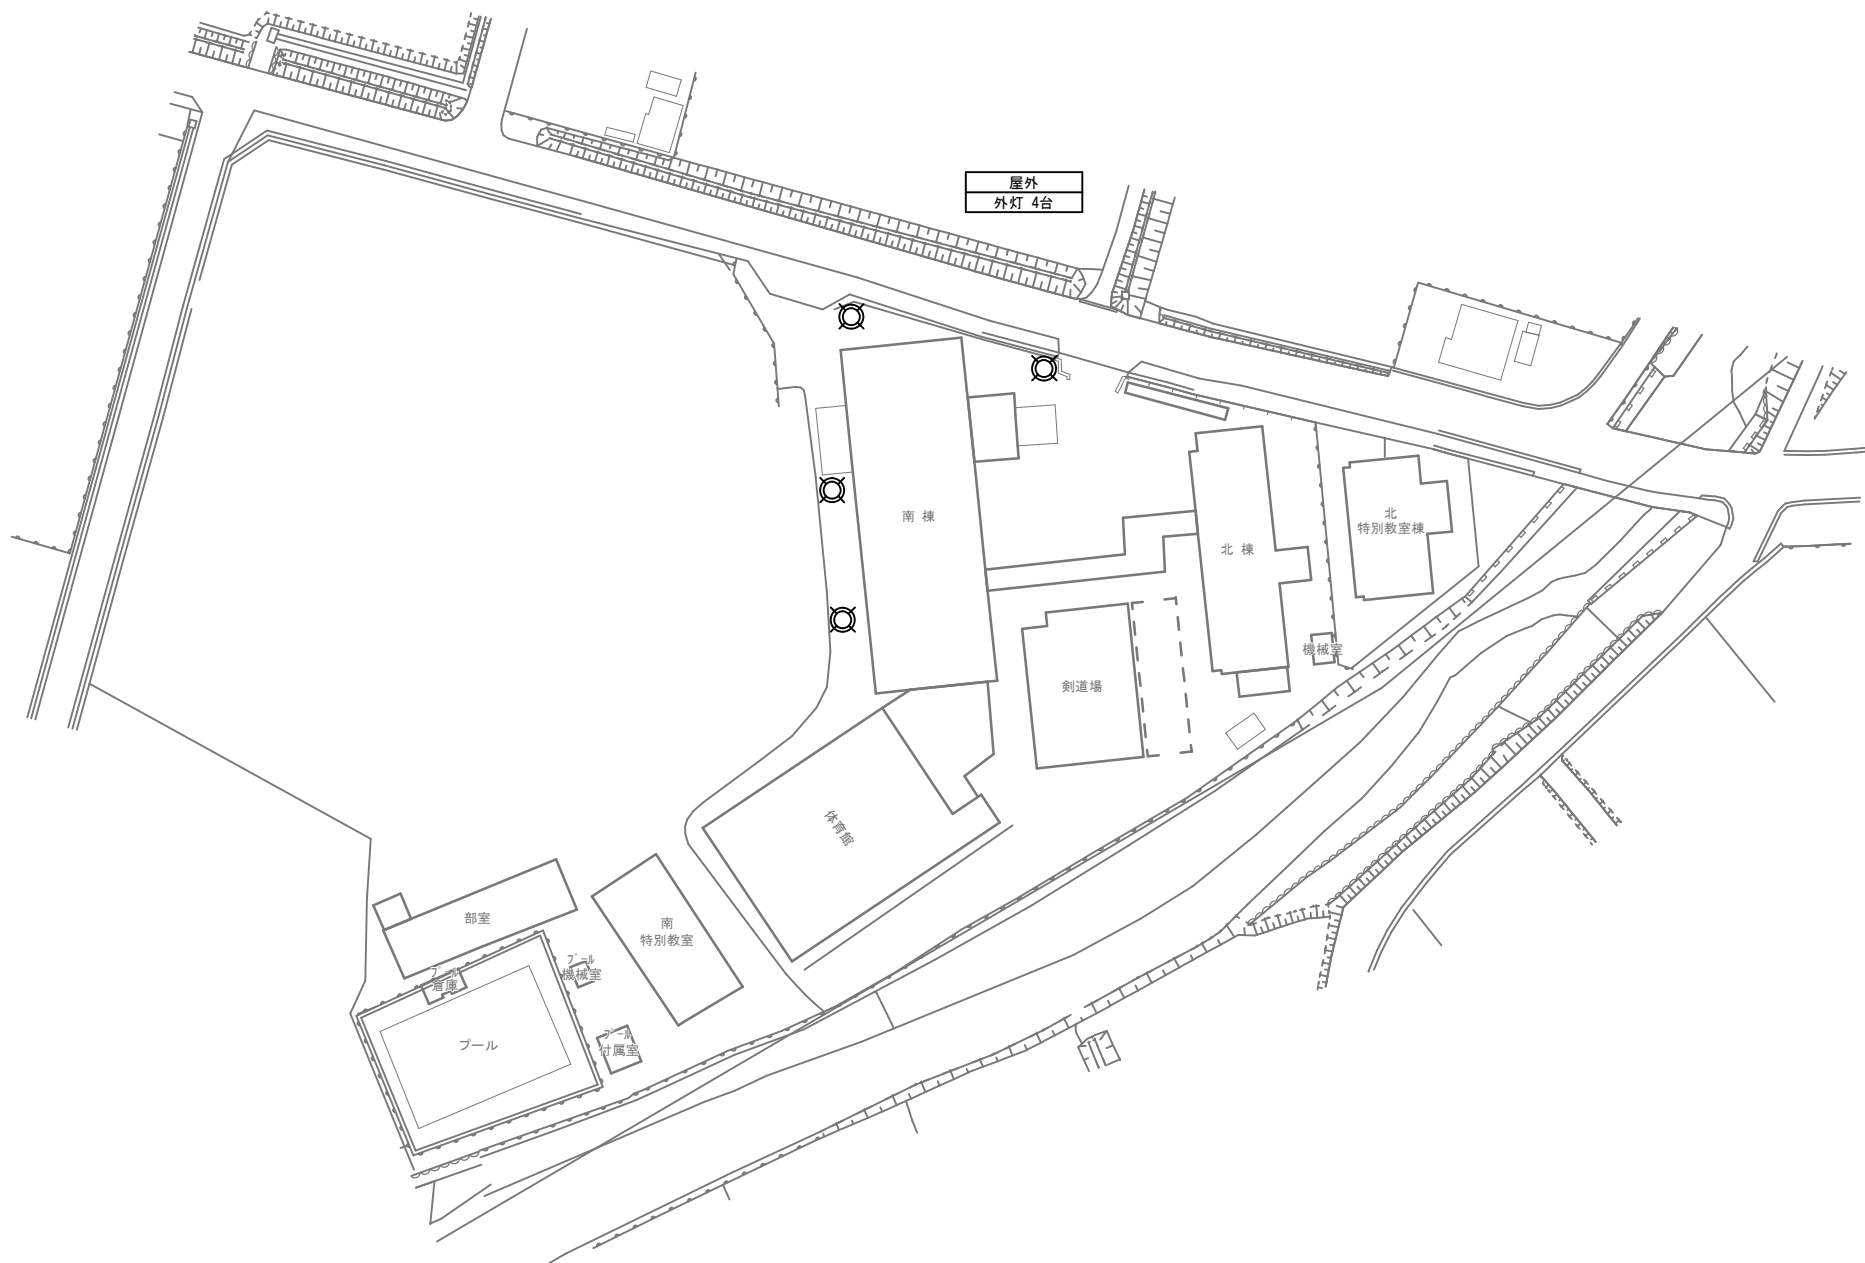 屋外
外灯 4台
南 棟
北
特別教室棟
北 棟
機械室
剣道場
体育館
部室
南
特別教室
プール
機械室
プール
倉庫
プール
付属室
プール